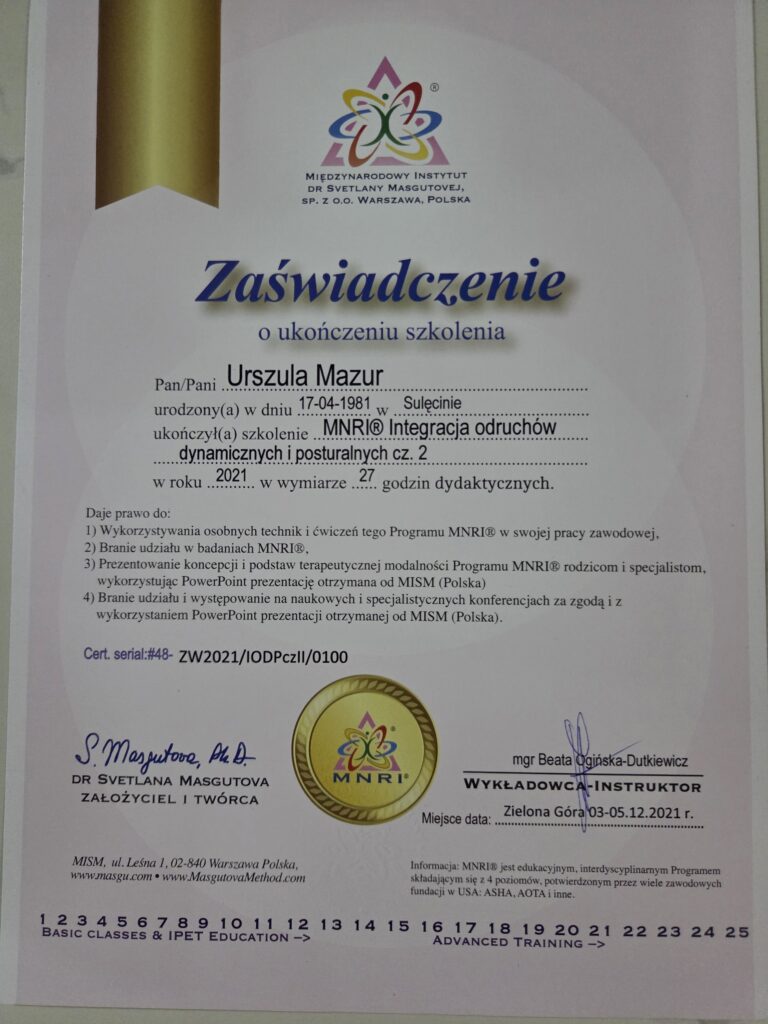 ®
Międzynarodowy Instytut
dr Svetlany Masgutovej,
sp. z o.o. Warszawa, Polska
Zaświadczenie
o ukończeniu szkolenia
Pan/Pani Urszula Mazur
urodzony(a) w dniu 17-04-1981 w Sulęcinie
ukończył(a) szkolenie MNRI® Integracja odruchów
dynamicznych i posturalnych cz. 2
w roku 2021 w wymiarze 27 godzin dydaktycznych.
Daje prawo do:
1) Wykorzystywania osobnych technik i ćwiczeń tego Programu MNRI® w swojej pracy zawodowej,
2) Branie udziału w badaniach MNRI®,
3) Prezentowanie koncepcji i podstaw terapeutycznej modalności Programu MNRI® rodzicom i specjalistom,
wykorzystując PowerPoint prezentację otrzymana od MISM (Polska)
4) Branie udziału i występowanie na naukowych i specjalistycznych konferencjach za zgodą i z
wykorzystaniem PowerPoint prezentacji otrzymanej od MISM (Polska).
Cert. serial:#48- ZW2021/IODPczII/0100
S. Masgutova, Ph.D.
dr Svetlana Masgutova
założyciel i twórca
MNRI®
mgr Beata Ogińska-Dutkiewicz
Wykładowca-Instruktor
Miejsce data: Zielona Góra 03-05.12.2021 r.
MISM, ul. Leśna 1, 02-840 Warszawa Polska,
www.masgu.com • www.MasgutovaMethod.com
Informacja: MNRI® jest edukacyjnym, interdyscyplinarnym Programem
składającym się z 4 poziomów, potwierdzonym przez wiele zawodowych
fundacji w USA: ASHA, AOTA i inne.
1 2 3 4 5 6 7 8 9 10 11 12 13 14 15 16 17 18 19 20 21 22 23 24 25
Basic classes & IPET Education –>
Advanced Training –>